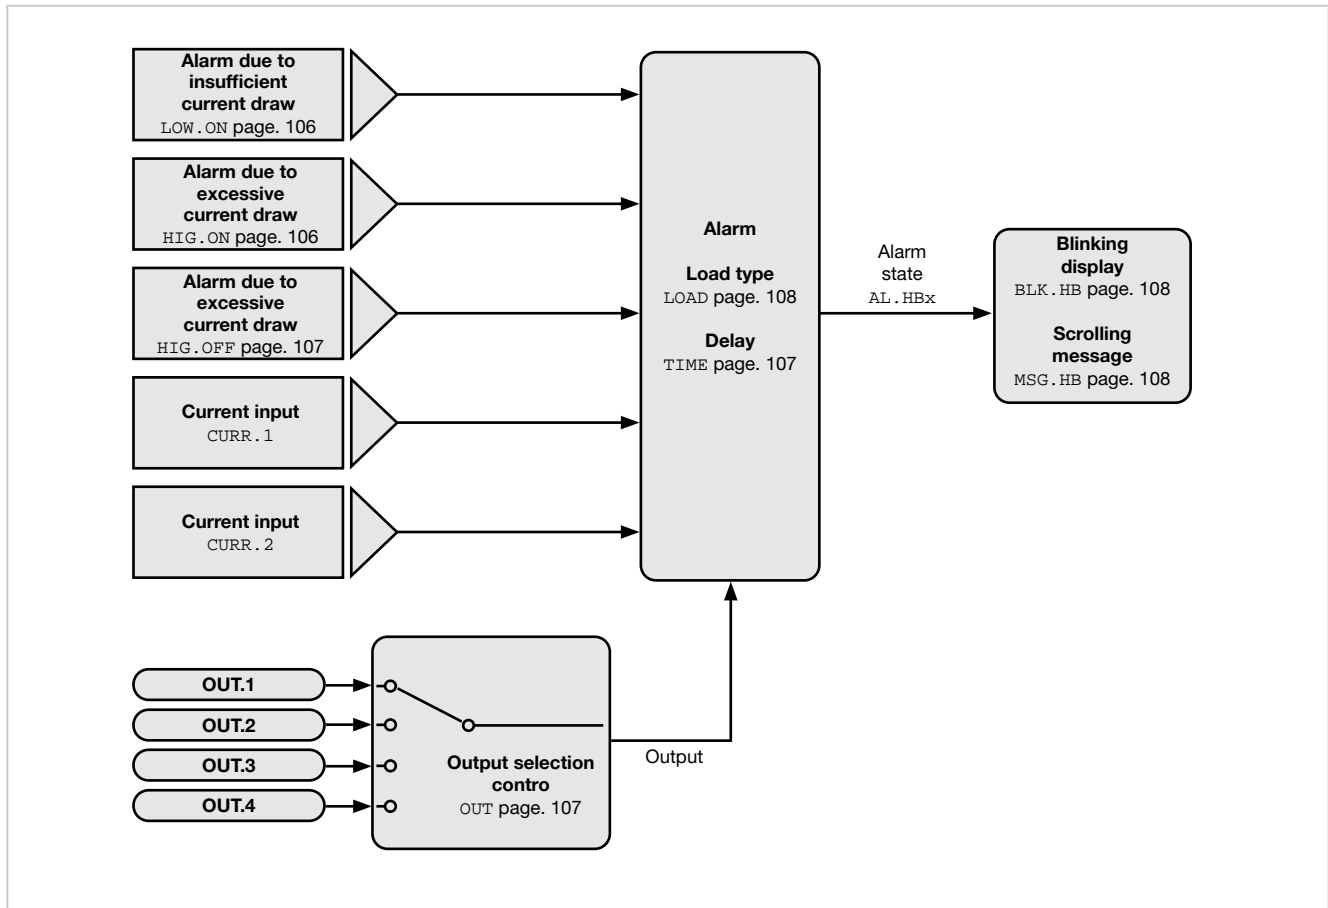 Alarm due to
insufficient
current draw
LOW.ON page. 106
Alarm due to
excessive
current draw
HIG.ON page. 106
Alarm due to
excessive
current draw
HIG.OFF page. 107
Current input
CURR.1
Current input
CURR.2
Alarm
Load type
LOAD page. 108
Delay
TIME page. 107
Alarm
state
AL.HBx
Blinking
display
BLK.HB page. 108
Scrolling
message
MSG.HB page. 108
OUT.1
OUT.2
OUT.3
OUT.4
Output selection
contro
OUT page. 107
Output